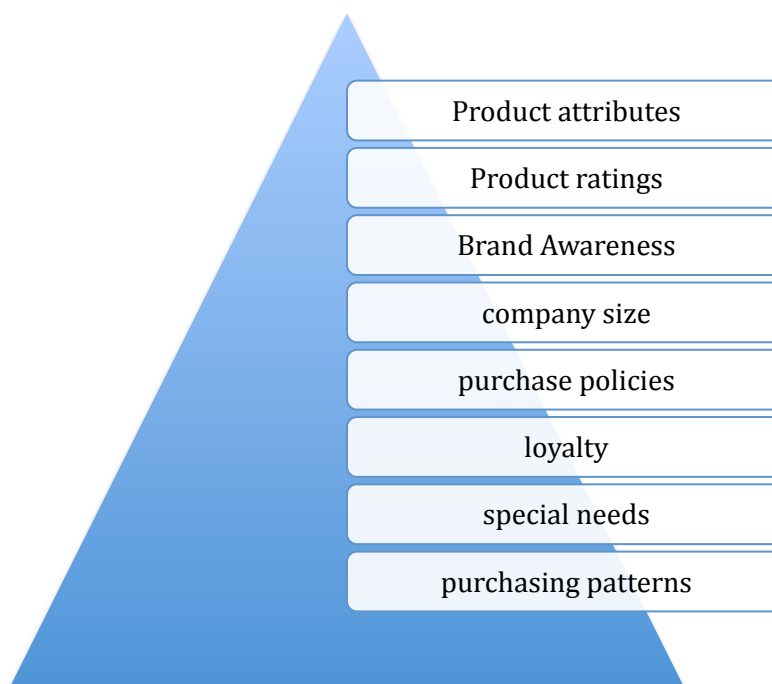 Product attributes
Product ratings
Brand Awareness
company size
purchase policies
loyalty
special needs
purchasing patterns